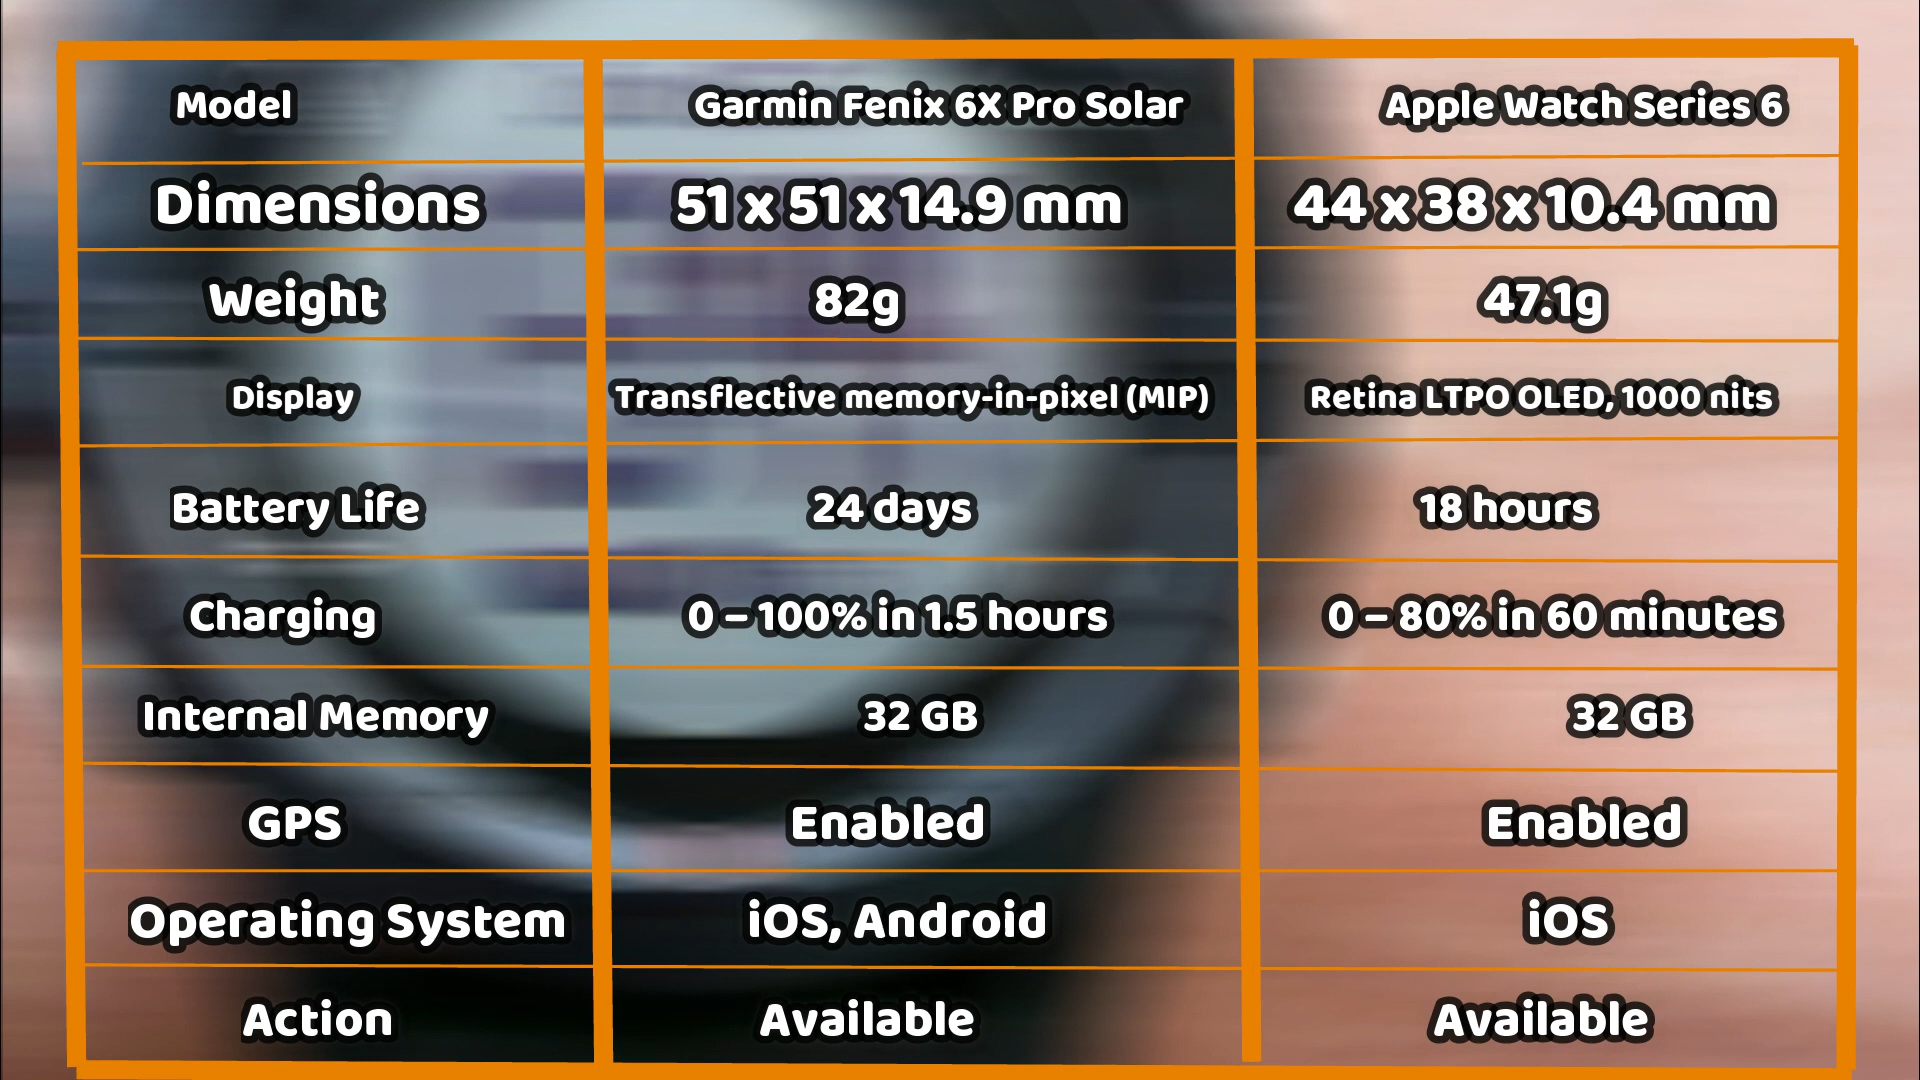 Model Garmin Fenix 6X Pro Solar Apple Watch Series 6
Dimensions 51 x 51 x 14.9 mm 44 x 38 x 10.4 mm
Weight 82g 47.1g
Display Transflective memory-in-pixel (MIP) Retina LTPO OLED, 1000 nits
Battery Life 24 days 18 hours
Charging 0 – 100% in 1.5 hours 0 – 80% in 60 minutes
Internal Memory 32 GB 32 GB
GPS Enabled Enabled
Operating System iOS, Android iOS
Action Available Available